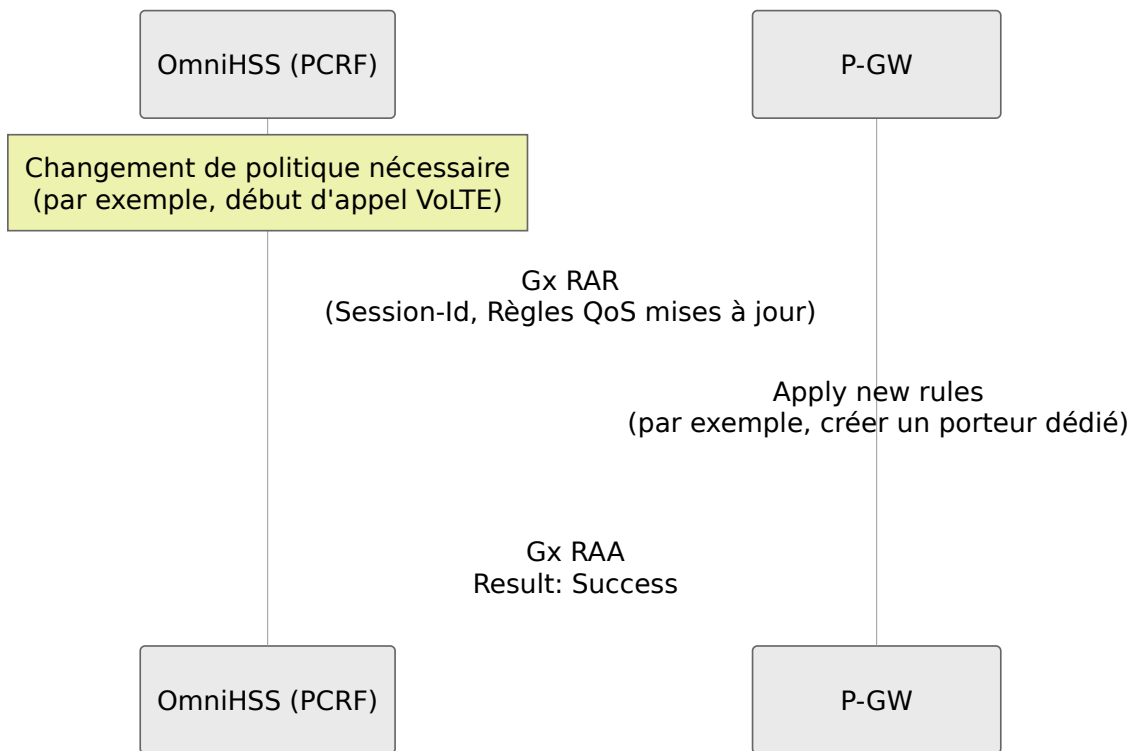 OmniHSS (PCRF)
P-GW
Changement de politique nécessaire
(par exemple, début d'appel VoLTE)
Gx RAR
(Session-Id, Règles QoS mises à jour)
Apply new rules
(par exemple, créer un porteur dédié)
Gx RAA
Result: Success
OmniHSS (PCRF)
P-GW